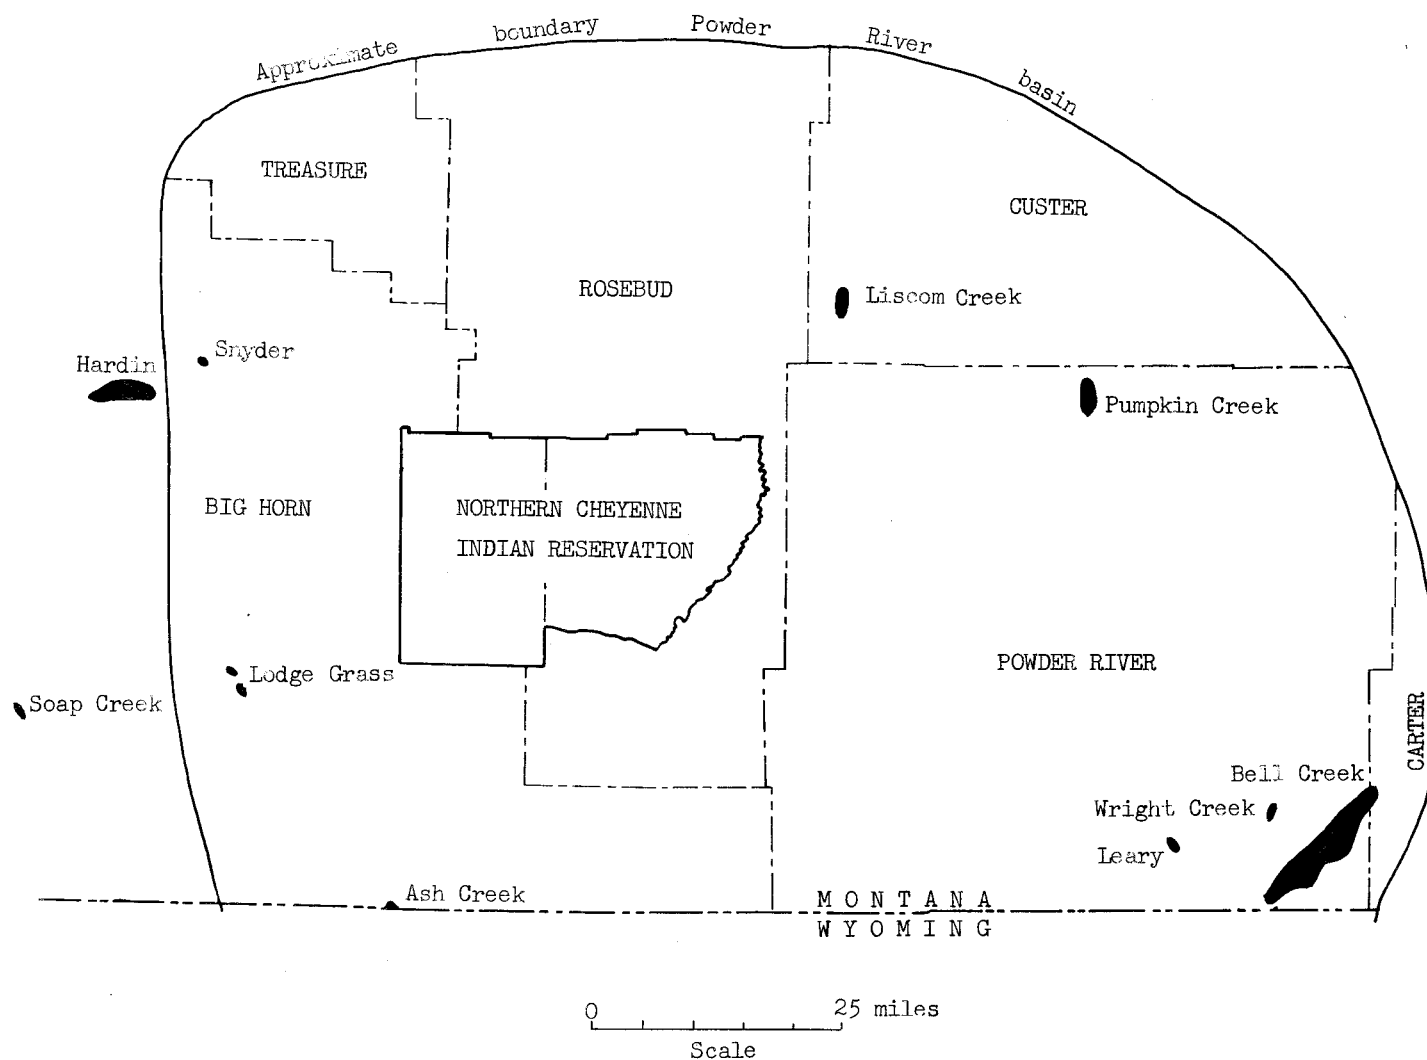 Approximate boundary Powder River basin
TREASURE
CUSTER
ROSEBUD
Liscom Creek
Snyder
Hardin
Pumpkin Creek
BIG HORN
NORTHERN CHEYENNE
INDIAN RESERVATION
POWDER RIVER
Lodge Grass
Soap Creek
CARTER
Bell Creek
Wright Creek
Leary
Ash Creek
MONTANA
WYOMING
0 25 miles
Scale